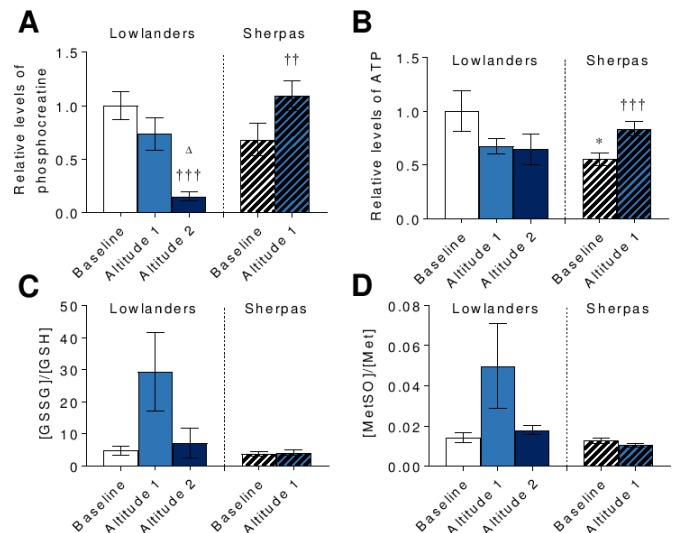 A
Lowlanders Sherpas
Relative levels of
phosphocreatine
1.5
1.0
0.5
0.0
Δ
†††
††
Baseline
Altitude 1
Altitude 2
Baseline
Altitude 1
B
Lowlanders Sherpas
Relative levels of ATP
1.5
1.0
0.5
0.0
*
†††
Baseline
Altitude 1
Altitude 2
Baseline
Altitude 1
C
Lowlanders Sherpas
[GSSG]/[GSH]
50
40
30
20
10
0
Baseline
Altitude 1
Altitude 2
Baseline
Altitude 1
D
Lowlanders Sherpas
[MetSO]/[Met]
0.08
0.06
0.04
0.02
0.00
Baseline
Altitude 1
Altitude 2
Baseline
Altitude 1